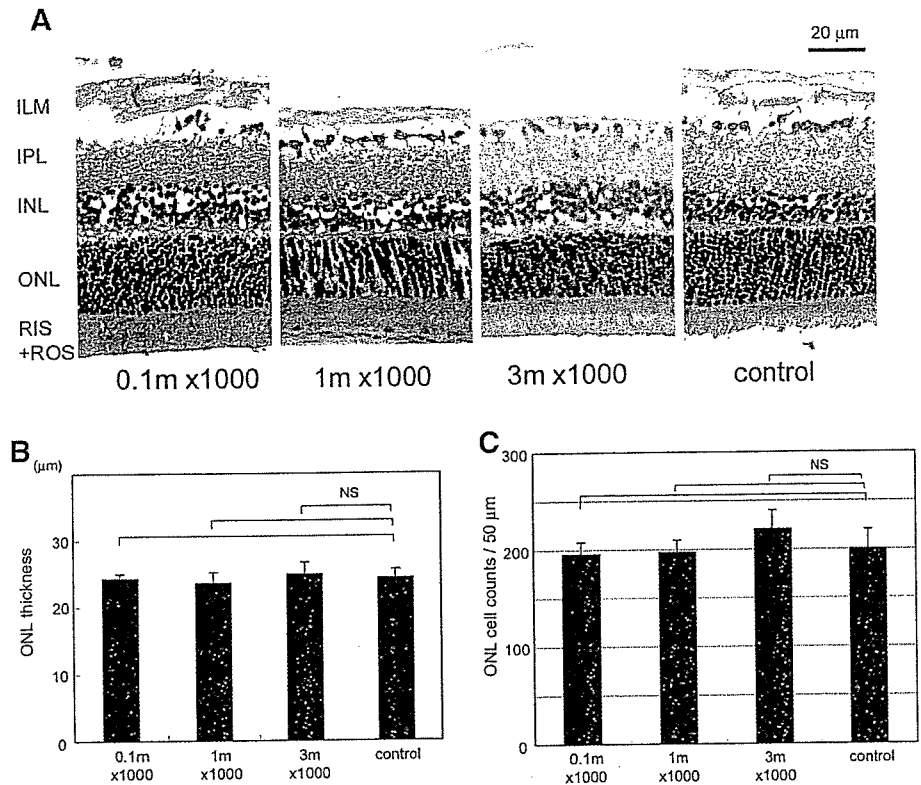 A
20 µm
ILM
IPL
INL
ONL
RIS
+ROS
0.1m x1000
1m x1000
3m x1000
control
B
(µm)
ONL thickness
30
20
10
0
NS
0.1m
x1000
1m
x1000
3m
x1000
control
C
ONL cell counts / 50 µm
300
200
100
0
NS
0.1m
x1000
1m
x1000
3m
x1000
control